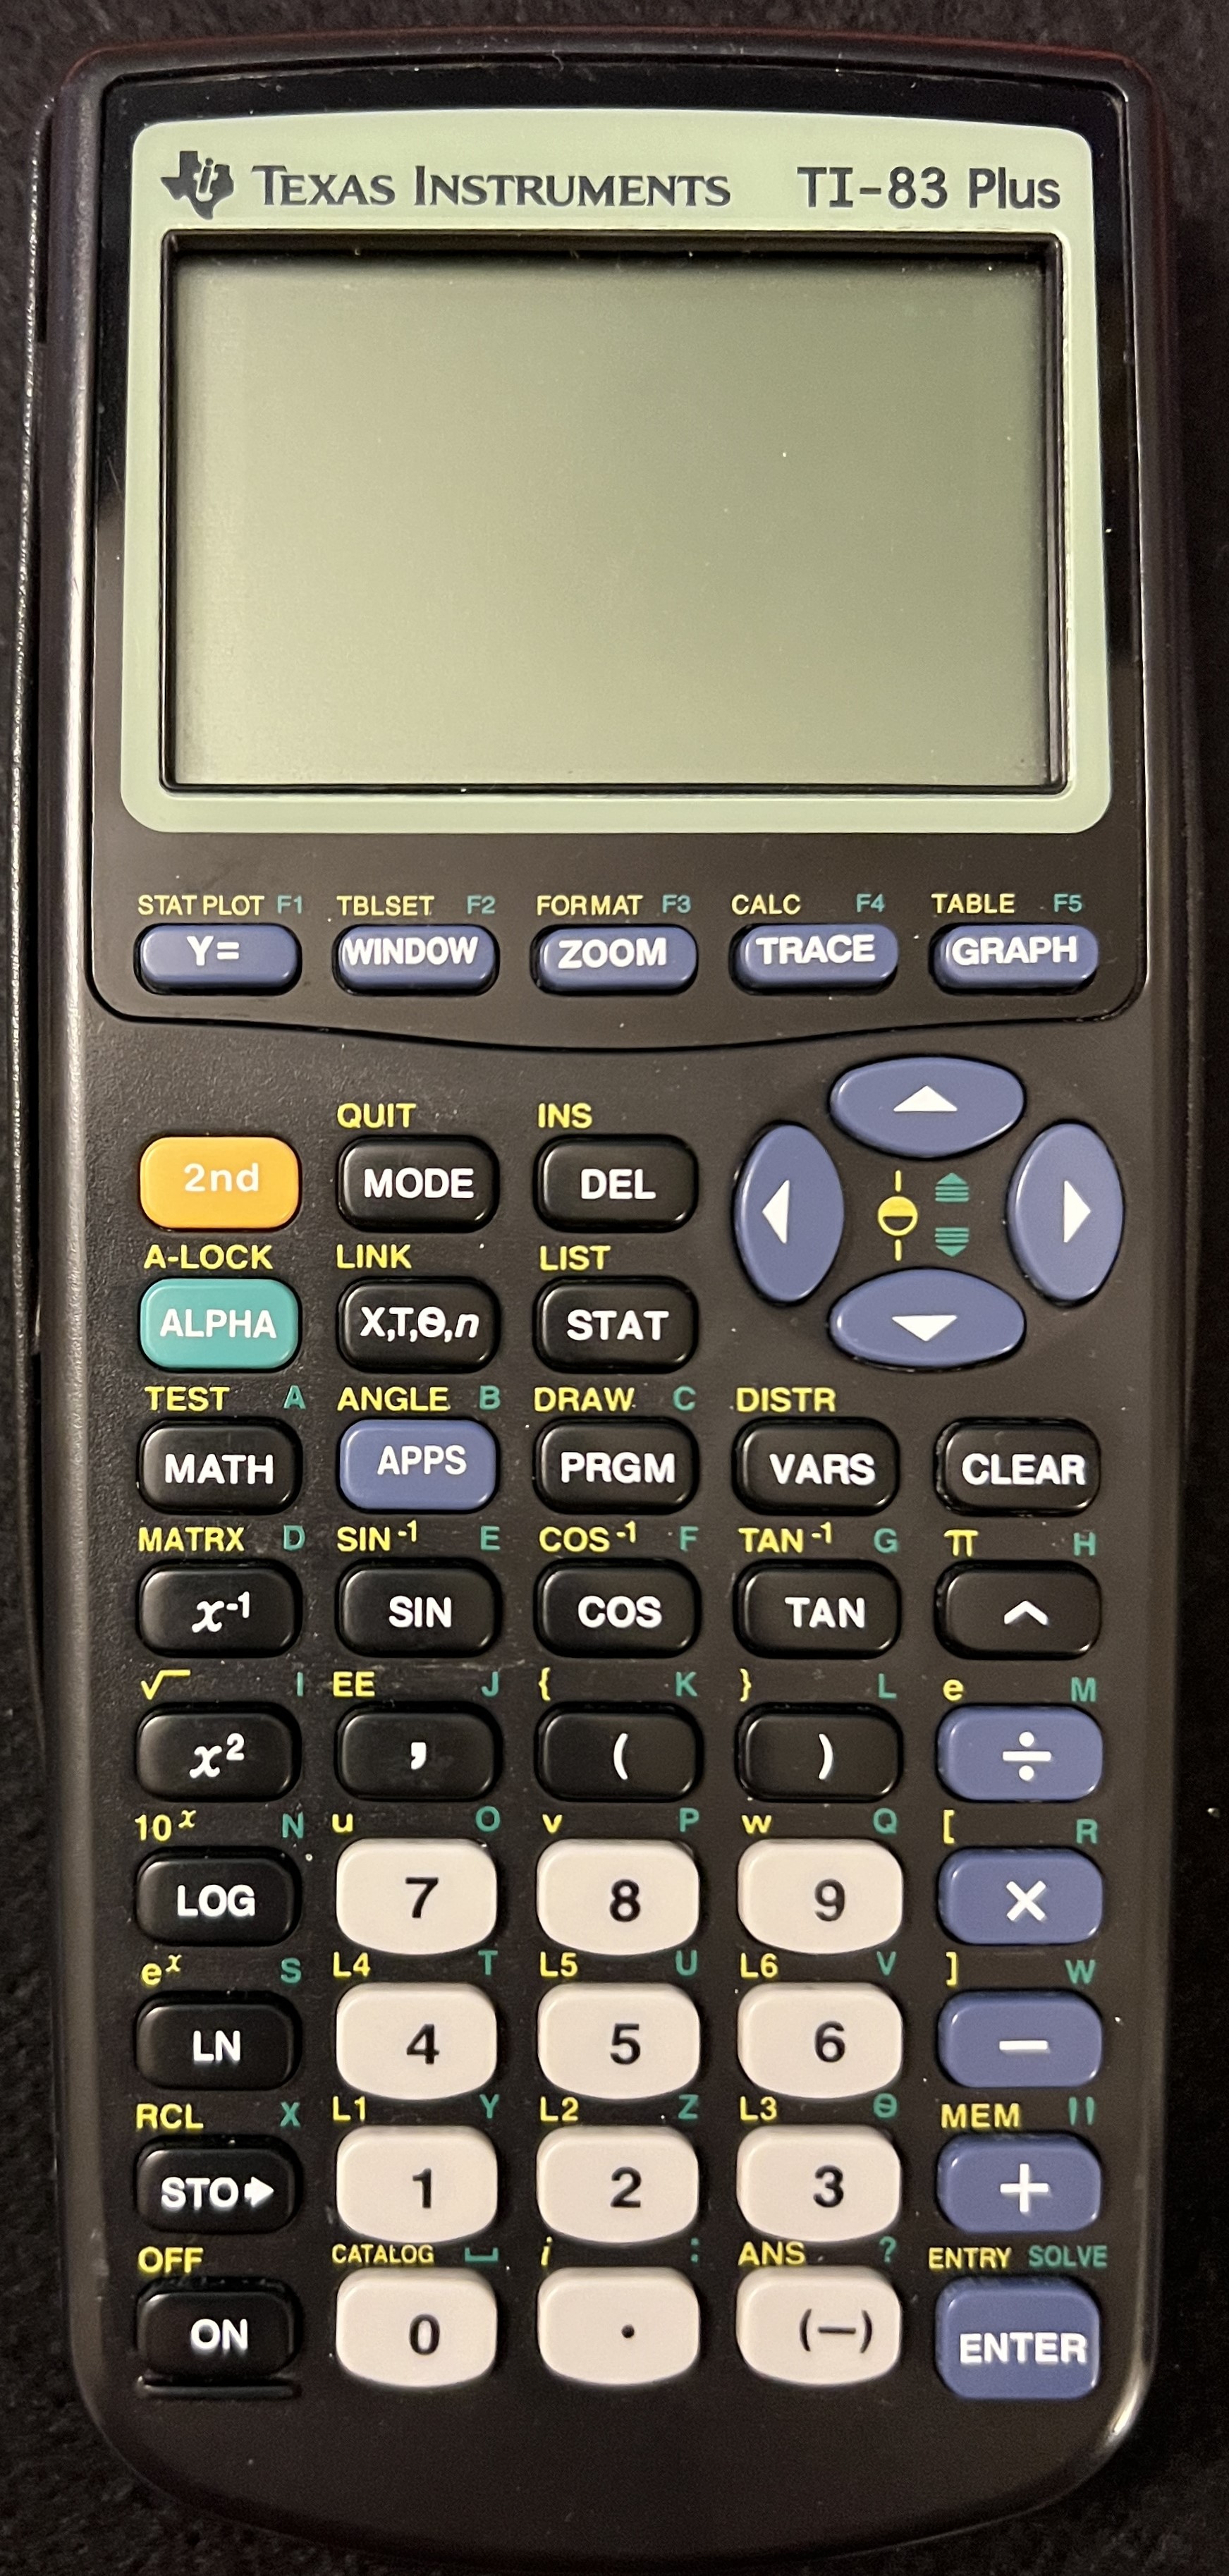 TEXAS INSTRUMENTS TI-83 Plus
STAT PLOT F1 TBLSET F2 FORMAT F3 CALC F4 TABLE F5
Y= WINDOW ZOOM TRACE GRAPH
QUIT INS
2nd MODE DEL
A-LOCK LINK LIST
ALPHA X,T,Θ,n STAT
TEST A ANGLE B DRAW C DISTR
MATH APPS PRGM VARS CLEAR
MATRX D SIN⁻¹ E COS⁻¹ F TAN⁻¹ G π H
x⁻¹ SIN COS TAN ^
√ I EE J { K } L e M
x² , ( ) ÷
10ˣ N u O v P w Q [ R
LOG 7 8 9 ×
eˣ S L4 T L5 U L6 V ] W
LN 4 5 6 −
RCL X L1 Y L2 Z L3 θ MEM "
STO➧ 1 2 3 +
OFF CATALOG ⎵ i : ANS ? ENTRY SOLVE
ON 0 . (−) ENTER